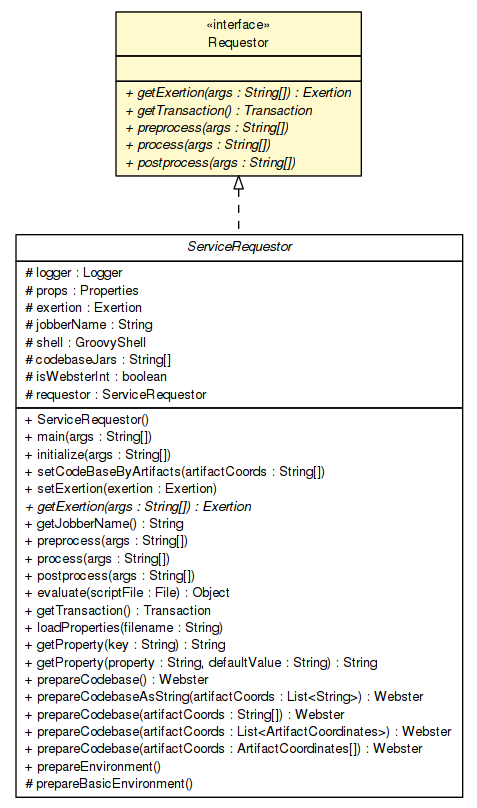 «interface»
Requestor
+ getExertion(args : String[]) : Exertion
+ getTransaction() : Transaction
+ preprocess(args : String[])
+ process(args : String[])
+ postprocess(args : String[])
ServiceRequestor
# logger : Logger
# props : Properties
# exertion : Exertion
# jobberName : String
# shell : GroovyShell
# codebaseJars : String[]
# isWebsterInt : boolean
# requestor : ServiceRequestor
+ ServiceRequestor()
+ main(args : String[])
+ initialize(args : String[])
+ setCodeBaseByArtifacts(artifactCoords : String[])
+ setExertion(exertion : Exertion)
+ getExertion(args : String[]) : Exertion
+ getJobberName() : String
+ preprocess(args : String[])
+ process(args : String[])
+ postprocess(args : String[])
+ evaluate(scriptFile : File) : Object
+ getTransaction() : Transaction
+ loadProperties(filename : String)
+ getProperty(key : String) : String
+ getProperty(property : String, defaultValue : String) : String
+ prepareCodebase() : Webster
+ prepareCodebaseAsString(artifactCoords : List<String>) : Webster
+ prepareCodebase(artifactCoords : String[]) : Webster
+ prepareCodebase(artifactCoords : List<ArtifactCoordinates>) : Webster
+ prepareCodebase(artifactCoords : ArtifactCoordinates[]) : Webster
+ prepareEnvironment()
# prepareBasicEnvironment()